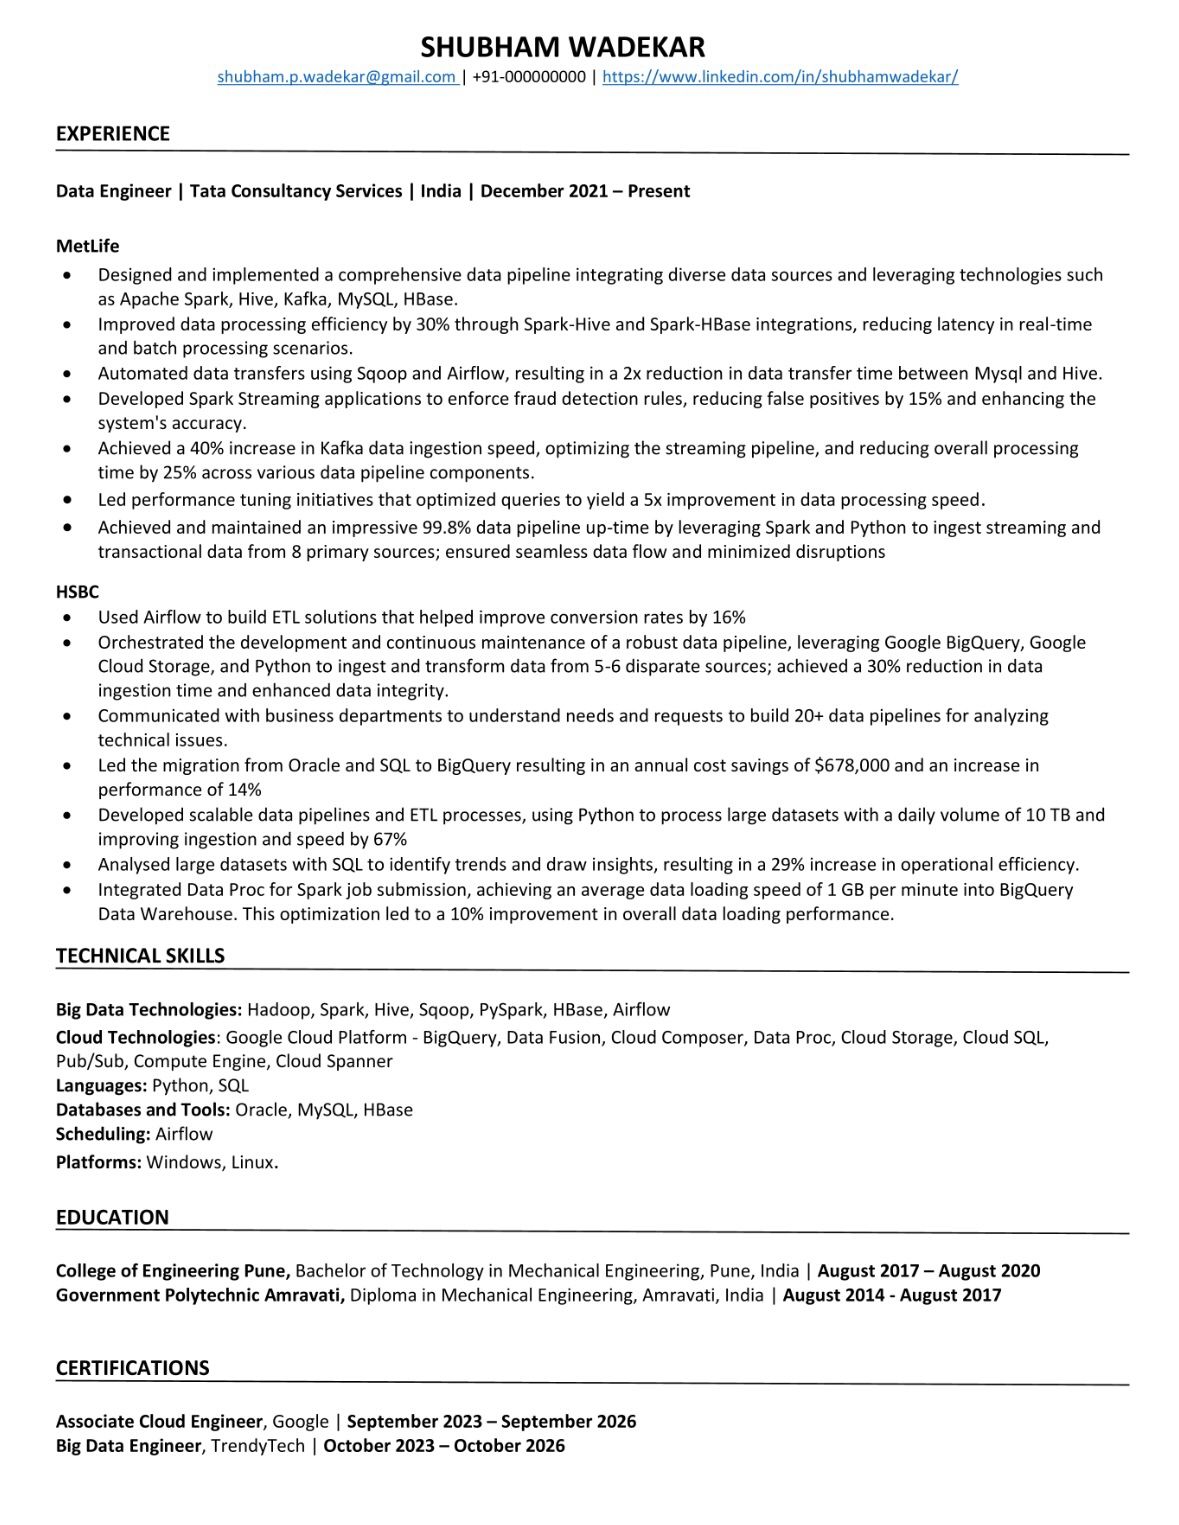 SHUBHAM WADEKAR
shubham.p.wadekar@gmail.com | +91-000000000 | https://www.linkedin.com/in/shubhamwadekar/
EXPERIENCE
Data Engineer | Tata Consultancy Services | India | December 2021 – Present
MetLife
• Designed and implemented a comprehensive data pipeline integrating diverse data sources and leveraging technologies such
as Apache Spark, Hive, Kafka, MySQL, HBase.
• Improved data processing efficiency by 30% through Spark-Hive and Spark-HBase integrations, reducing latency in real-time
and batch processing scenarios.
• Automated data transfers using Sqoop and Airflow, resulting in a 2x reduction in data transfer time between Mysql and Hive.
• Developed Spark Streaming applications to enforce fraud detection rules, reducing false positives by 15% and enhancing the
system's accuracy.
• Achieved a 40% increase in Kafka data ingestion speed, optimizing the streaming pipeline, and reducing overall processing
time by 25% across various data pipeline components.
• Led performance tuning initiatives that optimized queries to yield a 5x improvement in data processing speed.
• Achieved and maintained an impressive 99.8% data pipeline up-time by leveraging Spark and Python to ingest streaming and
transactional data from 8 primary sources; ensured seamless data flow and minimized disruptions
HSBC
• Used Airflow to build ETL solutions that helped improve conversion rates by 16%
• Orchestrated the development and continuous maintenance of a robust data pipeline, leveraging Google BigQuery, Google
Cloud Storage, and Python to ingest and transform data from 5-6 disparate sources; achieved a 30% reduction in data
ingestion time and enhanced data integrity.
• Communicated with business departments to understand needs and requests to build 20+ data pipelines for analyzing
technical issues.
• Led the migration from Oracle and SQL to BigQuery resulting in an annual cost savings of $678,000 and an increase in
performance of 14%
• Developed scalable data pipelines and ETL processes, using Python to process large datasets with a daily volume of 10 TB and
improving ingestion and speed by 67%
• Analysed large datasets with SQL to identify trends and draw insights, resulting in a 29% increase in operational efficiency.
• Integrated Data Proc for Spark job submission, achieving an average data loading speed of 1 GB per minute into BigQuery
Data Warehouse. This optimization led to a 10% improvement in overall data loading performance.
TECHNICAL SKILLS
Big Data Technologies: Hadoop, Spark, Hive, Sqoop, PySpark, HBase, Airflow
Cloud Technologies: Google Cloud Platform - BigQuery, Data Fusion, Cloud Composer, Data Proc, Cloud Storage, Cloud SQL,
Pub/Sub, Compute Engine, Cloud Spanner
Languages: Python, SQL
Databases and Tools: Oracle, MySQL, HBase
Scheduling: Airflow
Platforms: Windows, Linux.
EDUCATION
College of Engineering Pune, Bachelor of Technology in Mechanical Engineering, Pune, India | August 2017 – August 2020
Government Polytechnic Amravati, Diploma in Mechanical Engineering, Amravati, India | August 2014 - August 2017
CERTIFICATIONS
Associate Cloud Engineer, Google | September 2023 – September 2026
Big Data Engineer, TrendyTech | October 2023 – October 2026